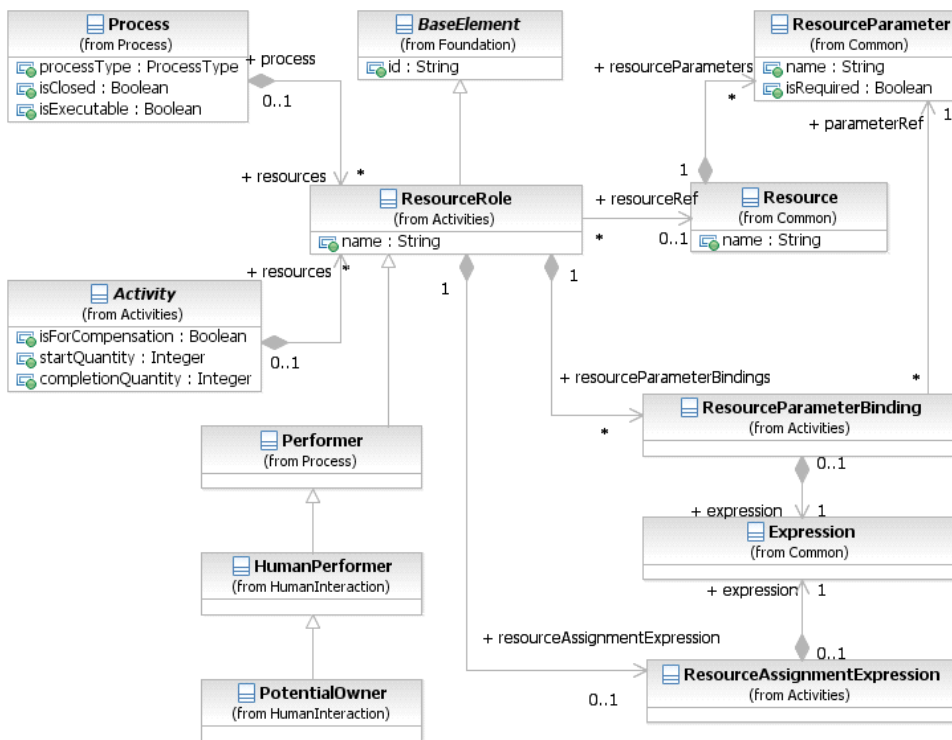 Process
(from Process)
processType : ProcessType
isClosed : Boolean
isExecutable : Boolean
+ process
0..1
BaseElement
(from Foundation)
id : String
ResourceParameter
(from Common)
name : String
isRequired : Boolean
+ resourceParameters
*
1
+ parameterRef
1
+ resources
*
ResourceRole
(from Activities)
name : String
+ resourceRef
*
0..1
Resource
(from Common)
name : String
+ resources
*
Activity
(from Activities)
isForCompensation : Boolean
startQuantity : Integer
completionQuantity : Integer
0..1
1
1
+ resourceParameterBindings
*
*
ResourceParameterBinding
(from Activities)
0..1
Performer
(from Process)
+ expression
1
Expression
(from Common)
HumanPerformer
(from HumanInteraction)
+ expression
1
+ resourceAssignmentExpression
0..1
0..1
ResourceAssignmentExpression
(from Activities)
PotentialOwner
(from HumanInteraction)